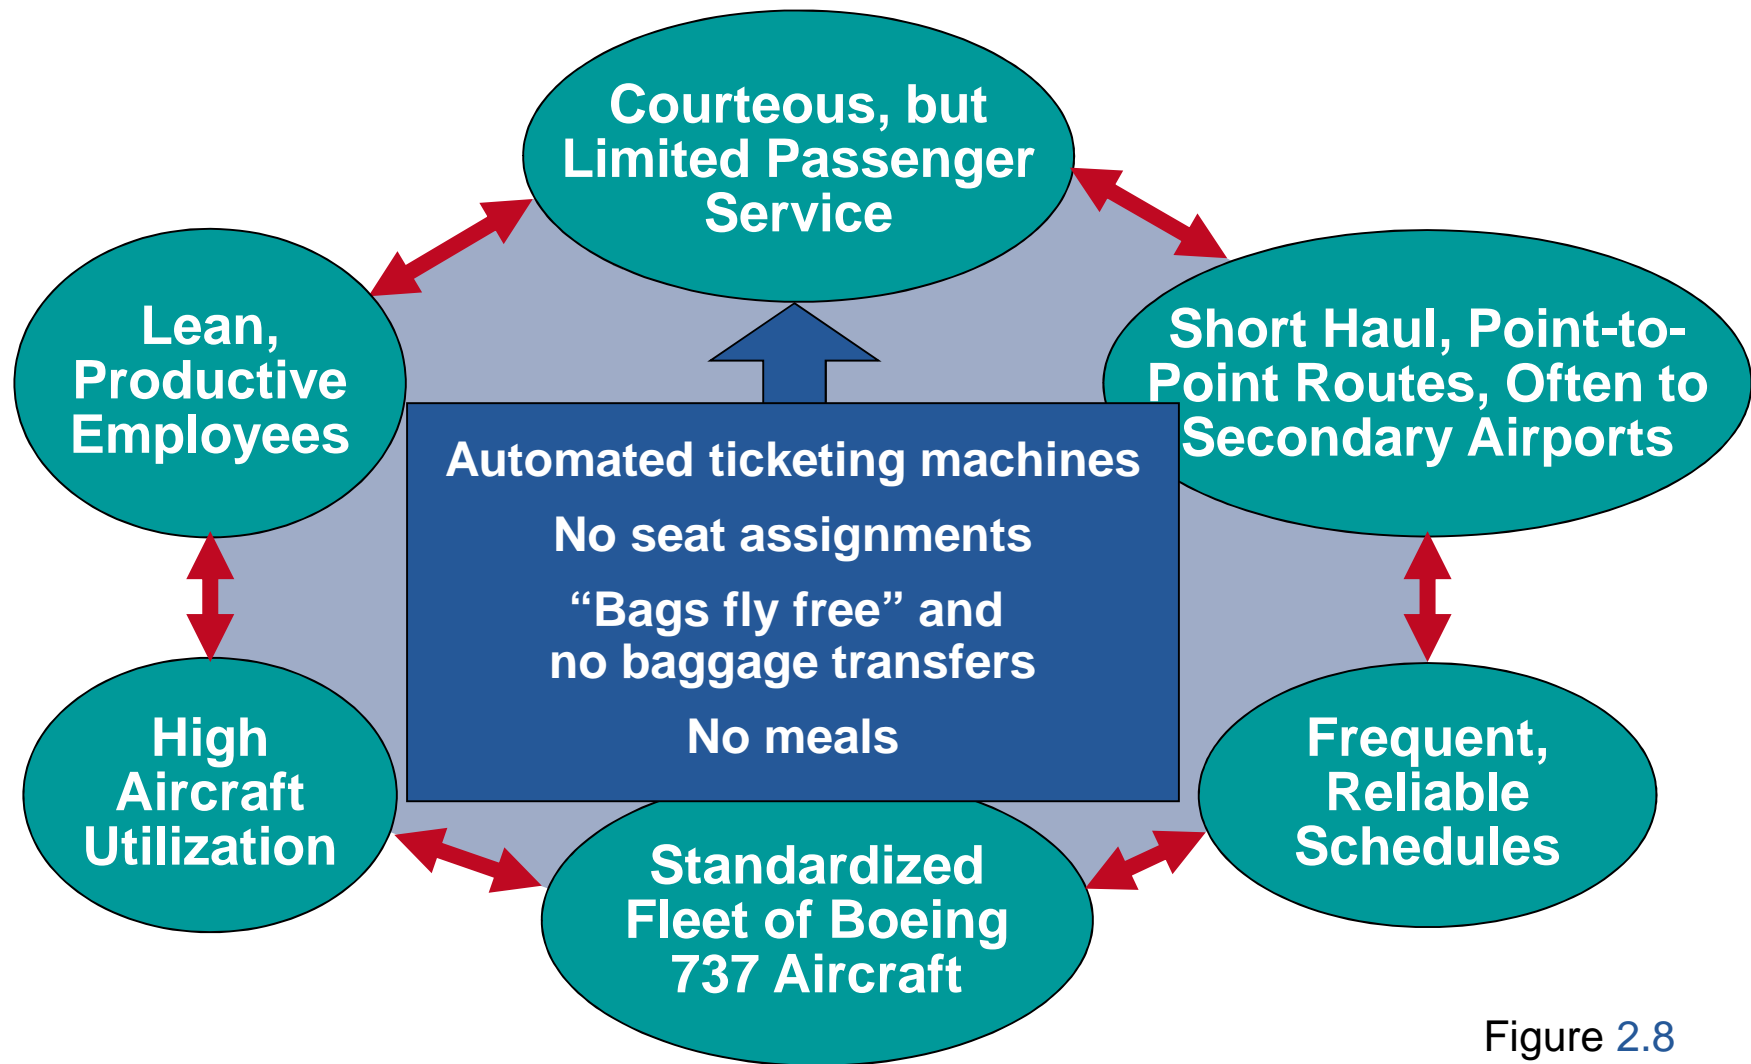 Courteous, but
Limited Passenger
Service
Lean,
Productive
Employees
Short Haul, Point-to-
Point Routes, Often to
Secondary Airports
Automated ticketing machines
No seat assignments
“Bags fly free” and
no baggage transfers
No meals
High
Aircraft
Utilization
Frequent,
Reliable
Schedules
Standardized
Fleet of Boeing
737 Aircraft
Figure 2.8